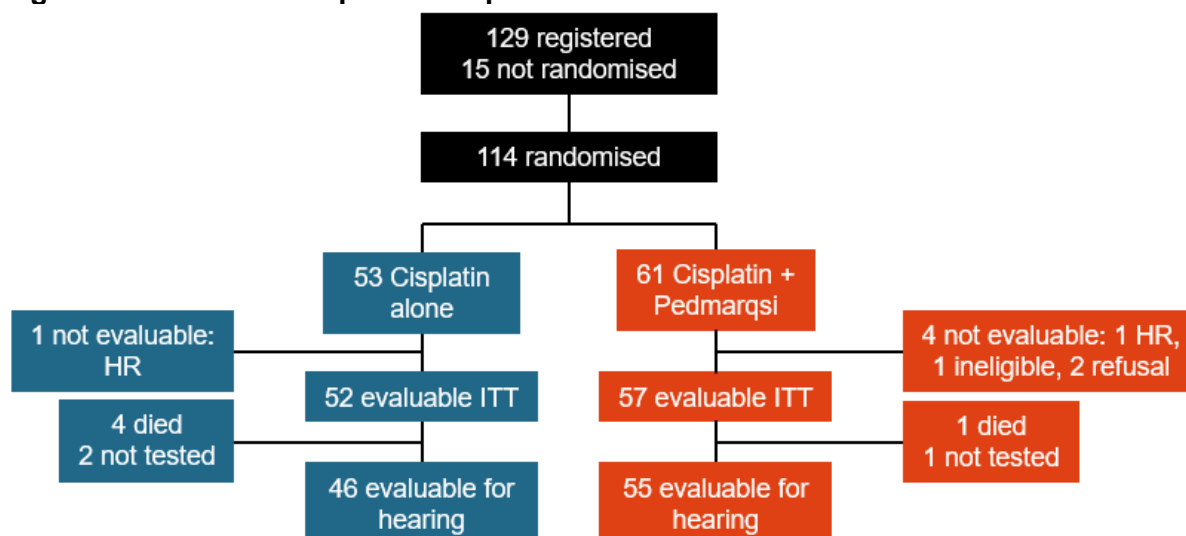 129 registered
15 not randomised
114 randomised
53 Cisplatin
alone
61 Cisplatin +
Pedmarqsi
1 not evaluable:
HR
4 not evaluable: 1 HR,
1 ineligible, 2 refusal
52 evaluable ITT
57 evaluable ITT
4 died
2 not tested
1 died
1 not tested
46 evaluable for
hearing
55 evaluable for
hearing